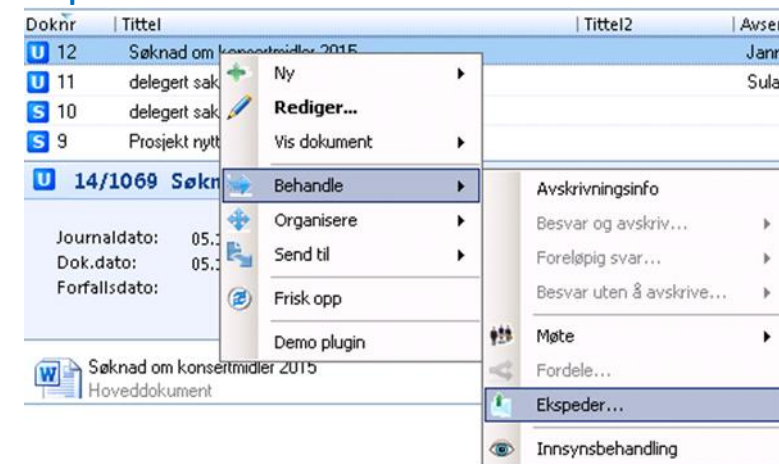 Doknr Tittel Tittel2
U 12 Søknad om konsertmidler 2015
U 11 delegert sak
S 10 delegert sak
S 9 Prosjekt nytt
U 14/1069
Journaldato: 05.
Dok.dato: 05.
Forfallsdato:
W Søknad om konsertmidler 2015
Hoveddokument
Ny
Rediger...
Vis dokument
Behandle
Organisere
Send til
Frisk opp
Demo plugin
Avskrivningsinfo
Besvar og avskriv...
Foreløpig svar...
Besvar uten å avskrive...
Møte
Fordele...
Ekspeder...
Innsynsbehandling